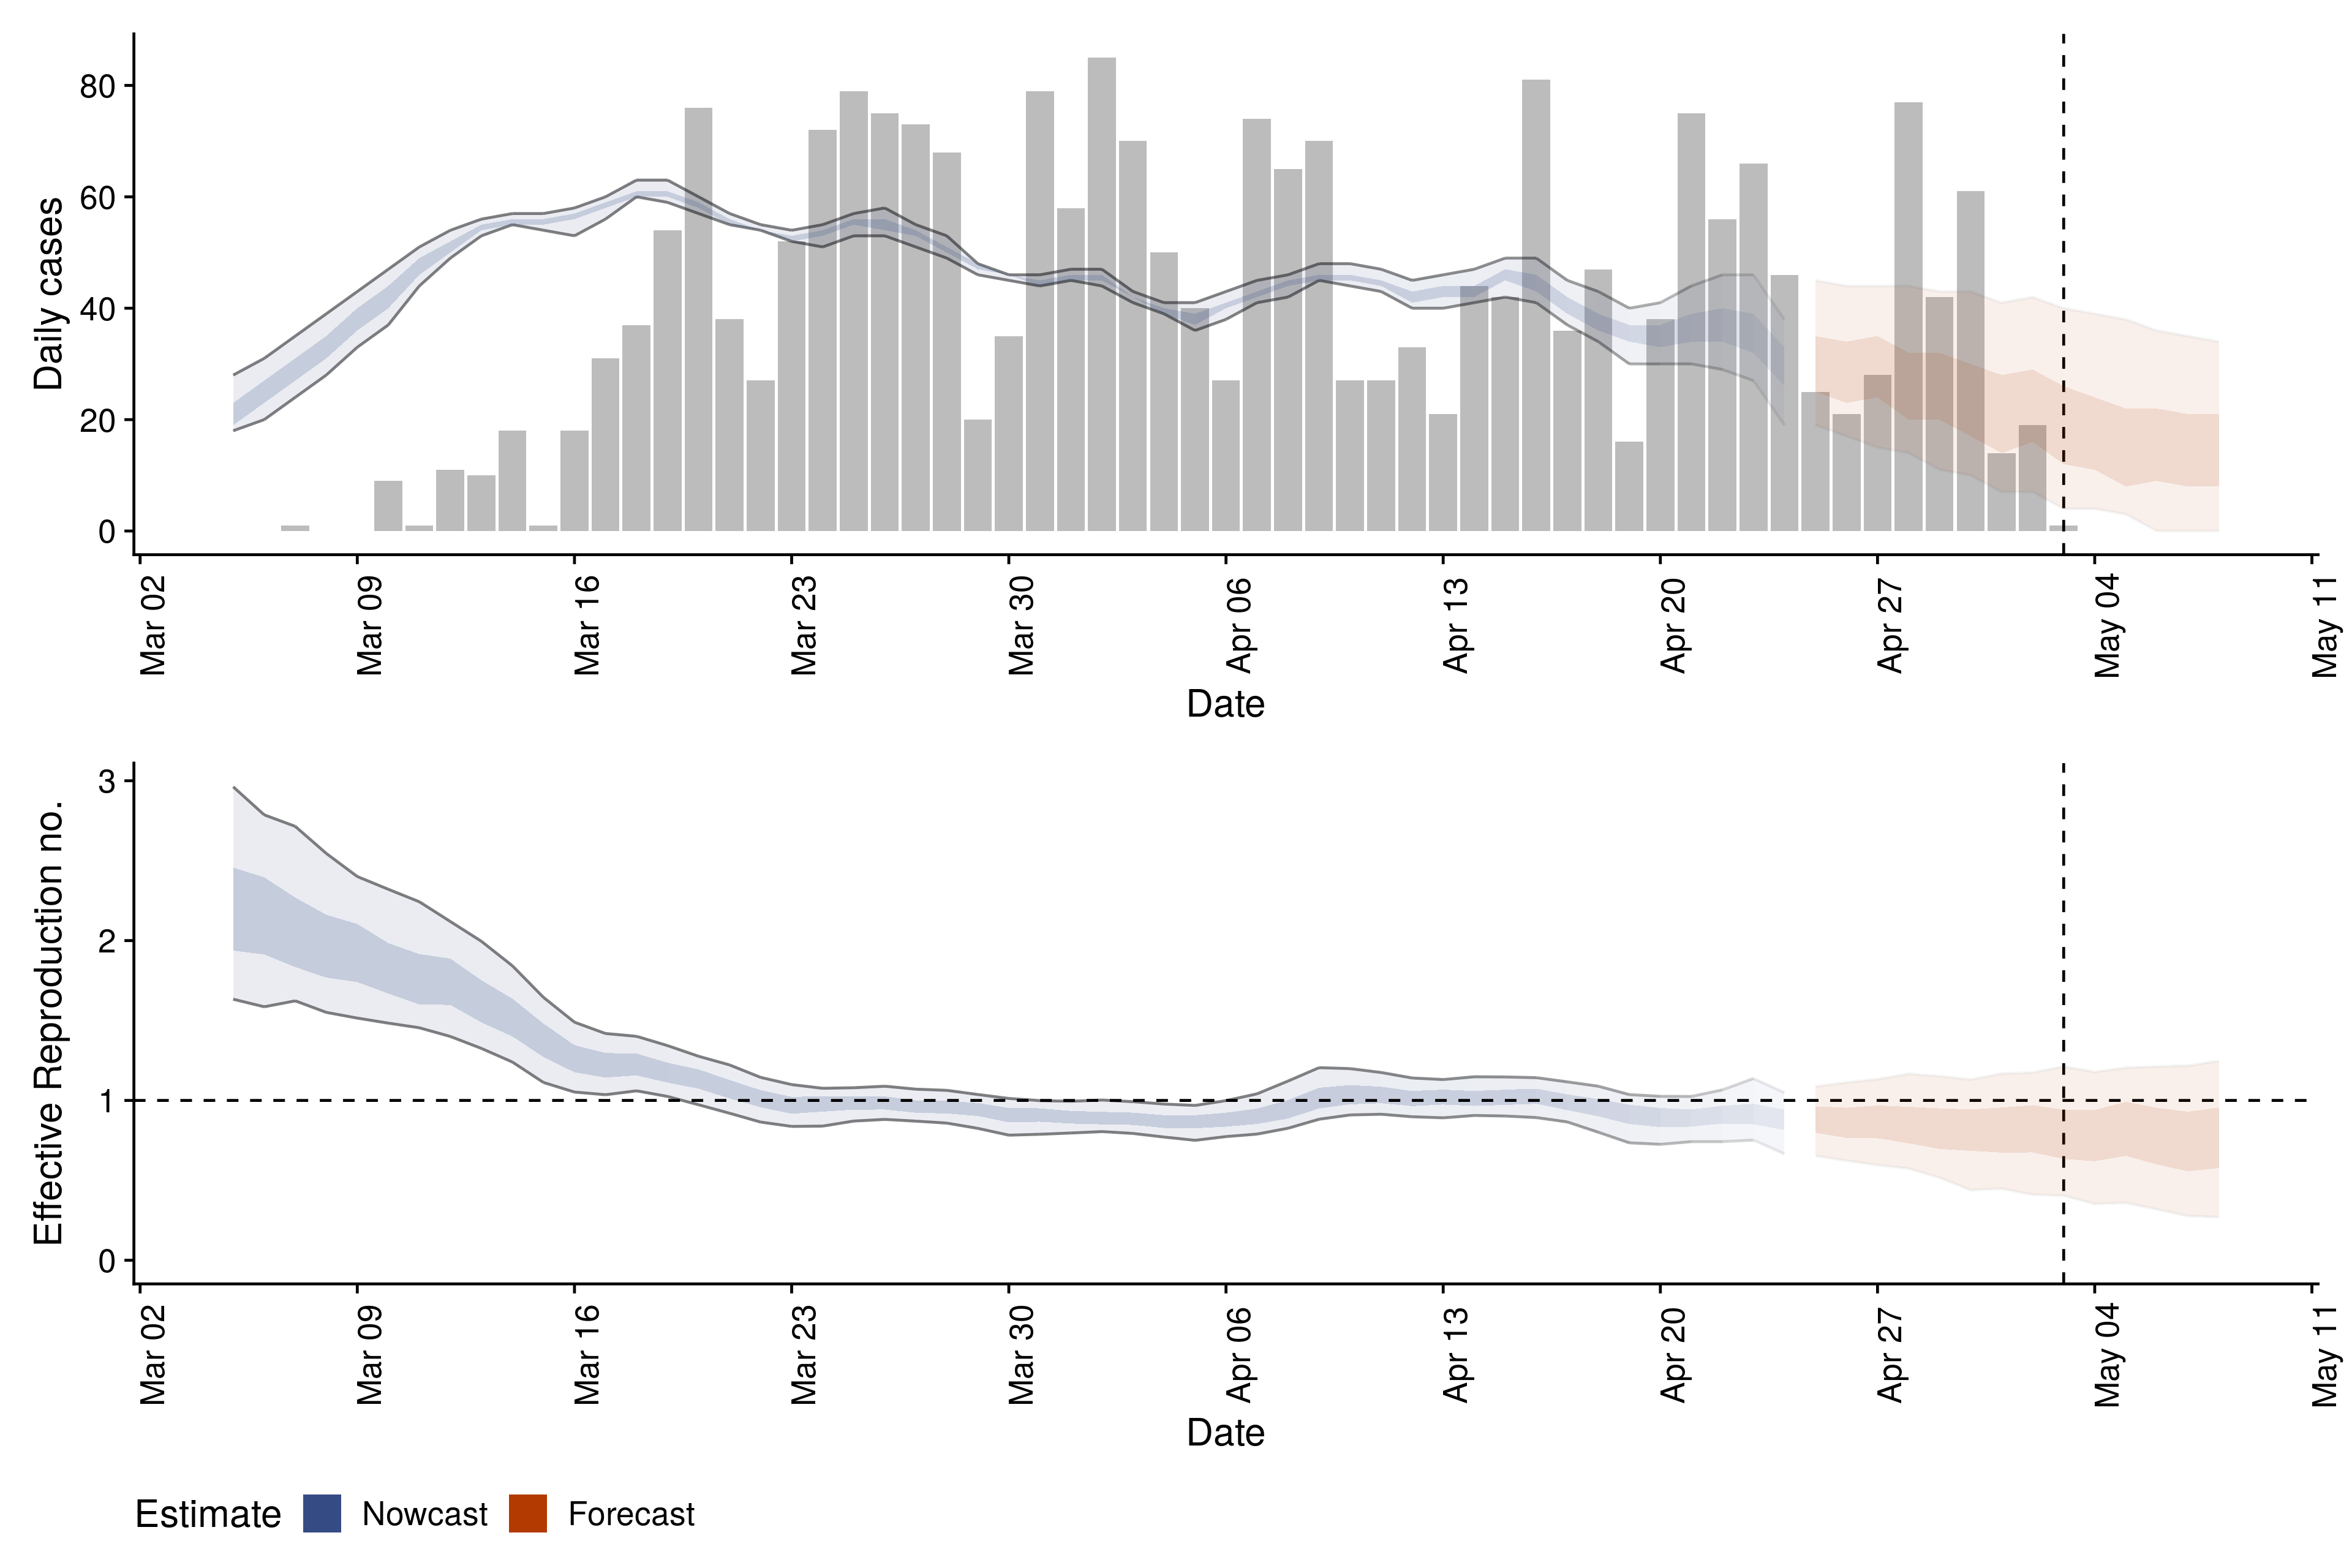 Daily cases
80
60
40
20
0
Mar 02
Mar 09
Mar 16
Mar 23
Mar 30
Apr 06
Apr 13
Apr 20
Apr 27
May 04
May 11
Date
Effective Reproduction no.
3
2
1
0
Mar 02
Mar 09
Mar 16
Mar 23
Mar 30
Apr 06
Apr 13
Apr 20
Apr 27
May 04
May 11
Date
Estimate Nowcast Forecast